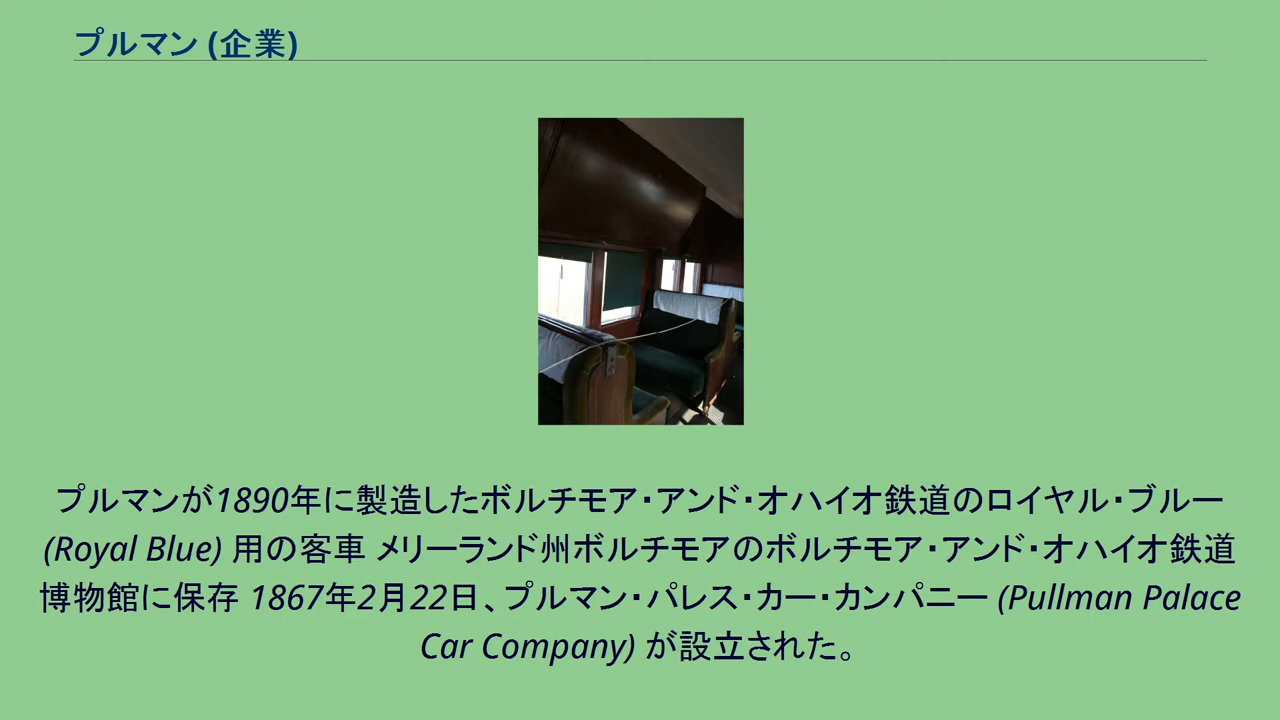 プルマン (企業)
プルマンが1890年に製造したボルチモア・アンド・オハイオ鉄道のロイヤル・ブルー
(Royal Blue) 用の客車 メリーランド州ボルチモアのボルチモア・アンド・オハイオ鉄道
博物館に保存 1867年2月22日、プルマン・パレス・カー・カンパニー (Pullman Palace
Car Company) が設立された。